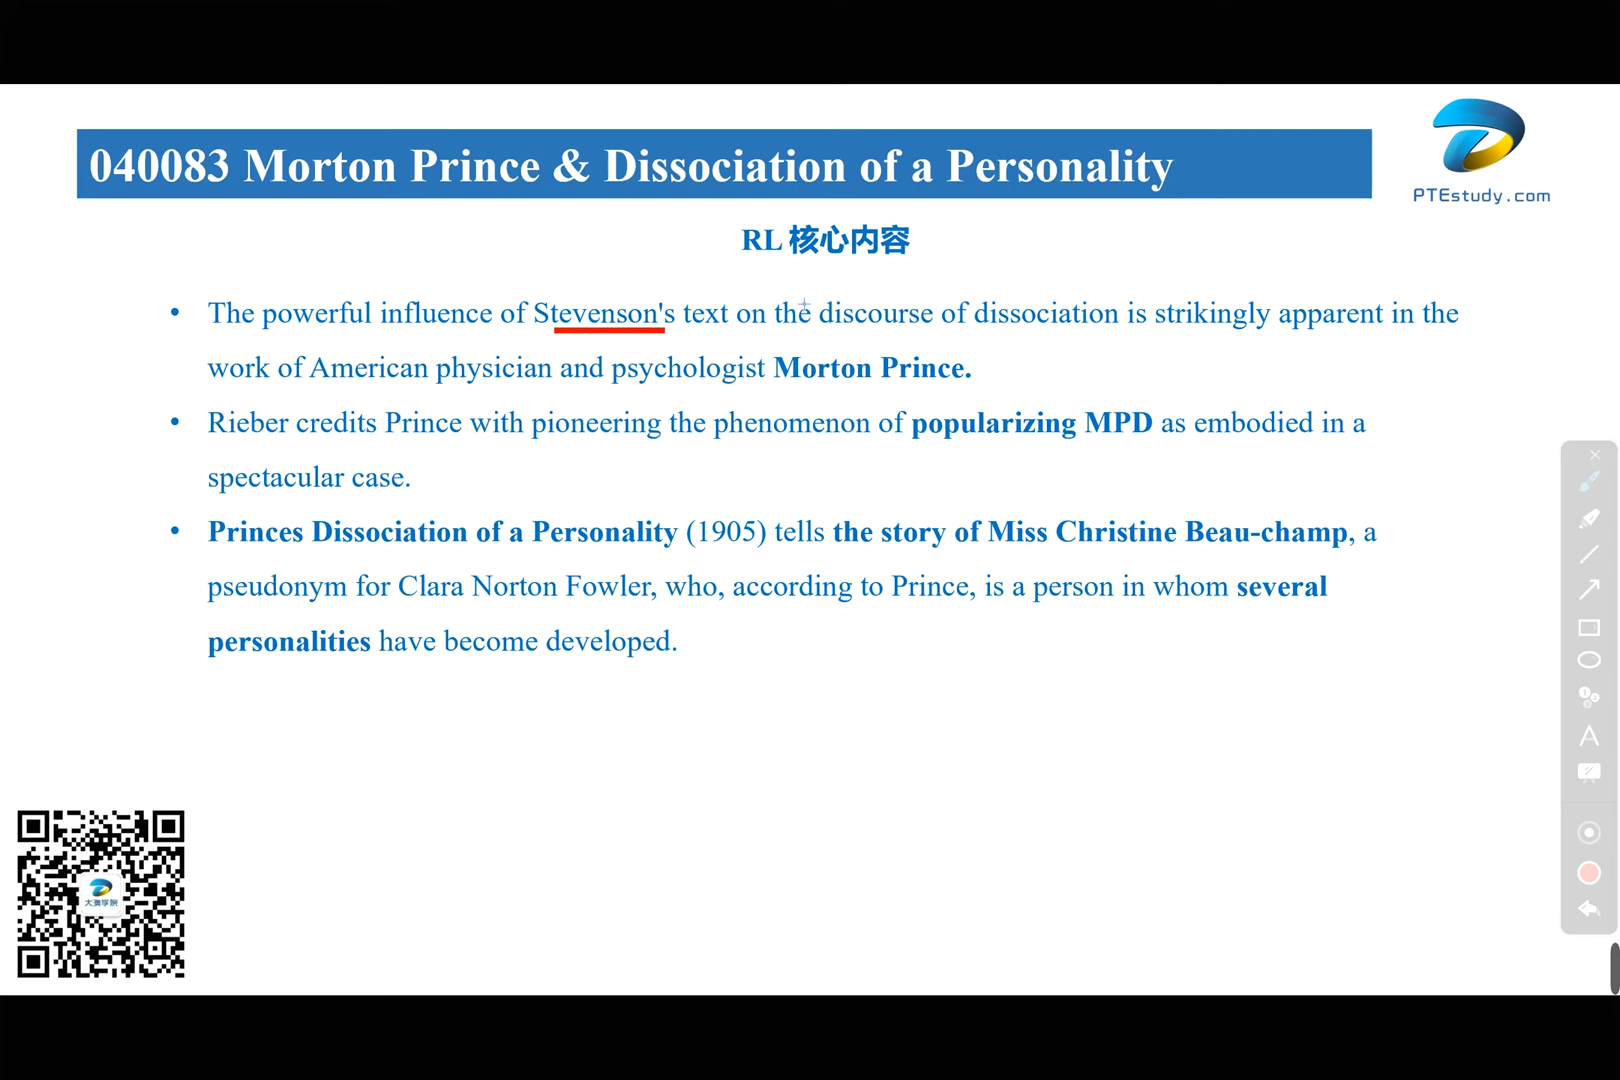 040083 Morton Prince & Dissociation of a Personality
PTEstudy.com
RL 核心内容
• The powerful influence of Stevenson's text on the discourse of dissociation is strikingly apparent in the
work of American physician and psychologist Morton Prince.
• Rieber credits Prince with pioneering the phenomenon of popularizing MPD as embodied in a
spectacular case.
• Princes Dissociation of a Personality (1905) tells the story of Miss Christine Beau-champ, a
pseudonym for Clara Norton Fowler, who, according to Prince, is a person in whom several
personalities have become developed.
大澳学院